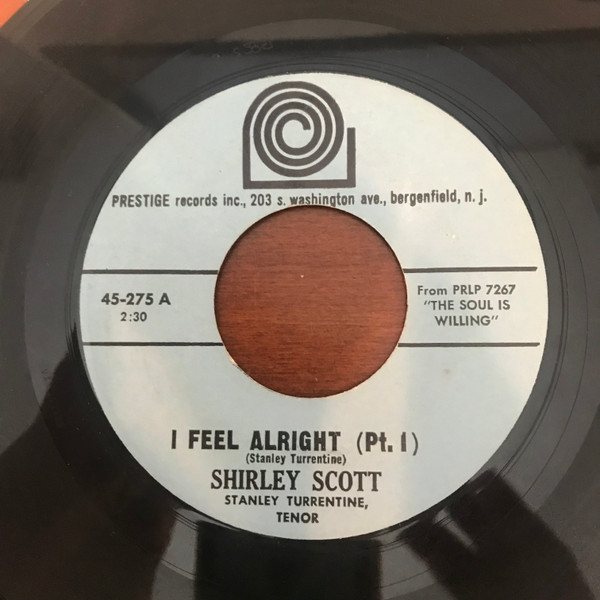 PRESTIGE records inc., 203 s. washington ave., bergenfield, n. j.
45-275 A
2:30
From PRLP 7267
"THE SOUL IS
WILLING"
I FEEL ALRIGHT (Pt. I)
(Stanley Turrentine)
SHIRLEY SCOTT
STANLEY TURRENTINE,
TENOR